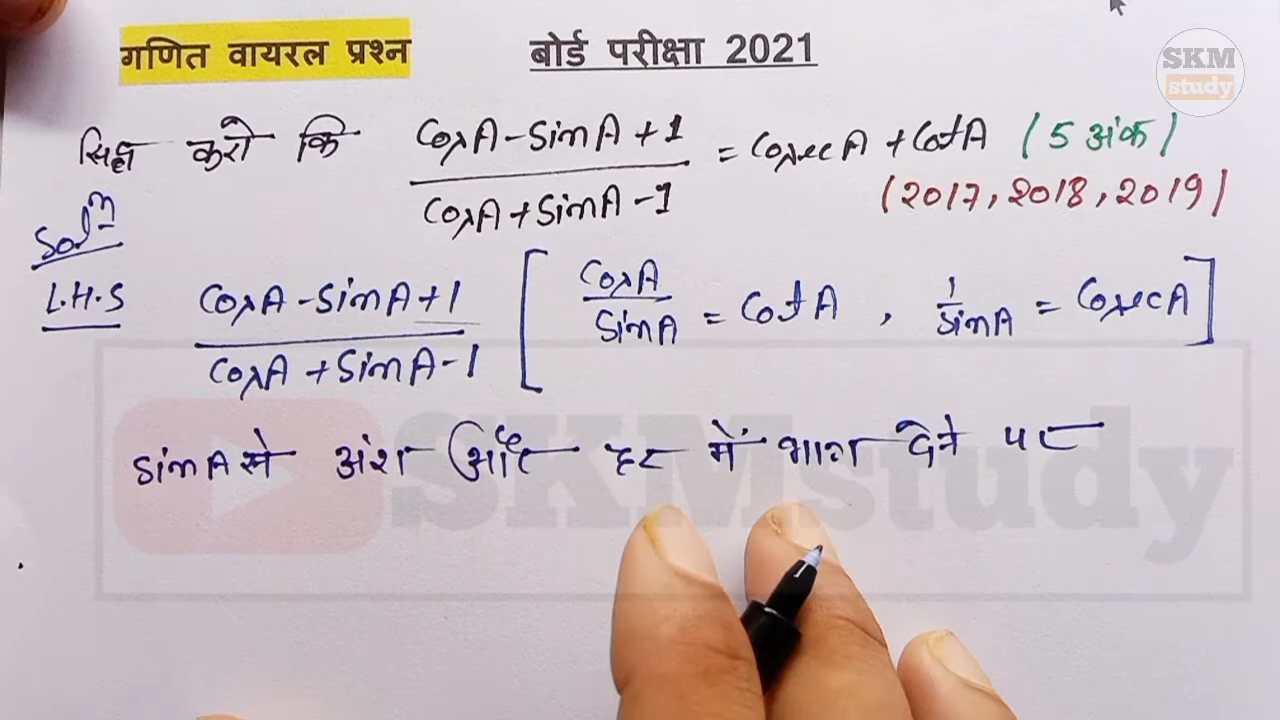 गणित वायरल प्रश्न बोर्ड परीक्षा 2021
SKM study
सिद्ध करो कि (CosA - SinA + 1) / (CosA + SinA - 1) = CosecA + CotA (5 अंक)
(2017, 2018, 2019)
Solⁿ
L.H.S (CosA - SinA + 1) / (CosA + SinA - 1) [ CosA / SinA = CotA , 1 / SinA = CosecA ]
SinA से अंश और हर में भाग देने पर
SKMstudy